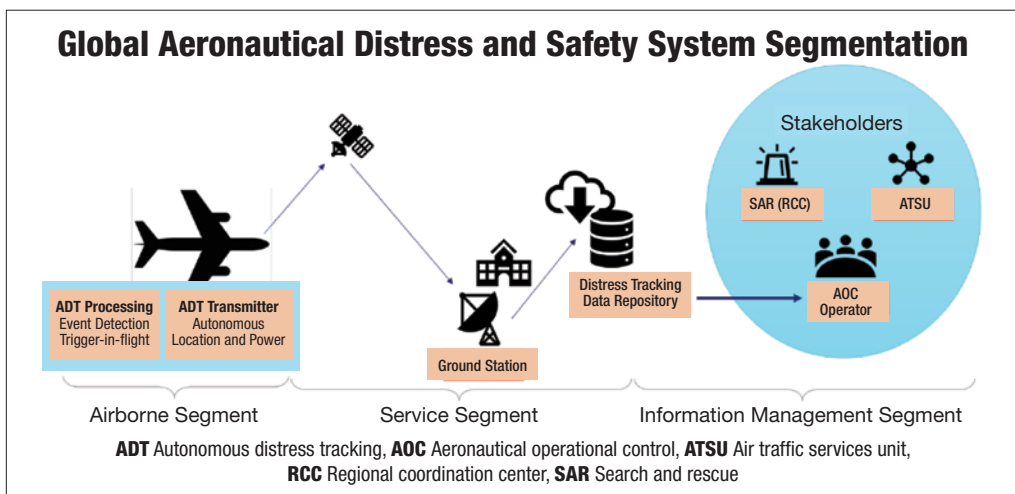 Global Aeronautical Distress and Safety System Segmentation
Stakeholders
SAR (RCC)
ATSU
ADT Processing
Event Detection
Trigger-in-flight
ADT Transmitter
Autonomous
Location and Power
Ground Station
Distress Tracking
Data Repository
AOC
Operator
Airborne Segment
Service Segment
Information Management Segment
ADT Autonomous distress tracking, AOC Aeronautical operational control, ATSU Air traffic services unit,
RCC Regional coordination center, SAR Search and rescue